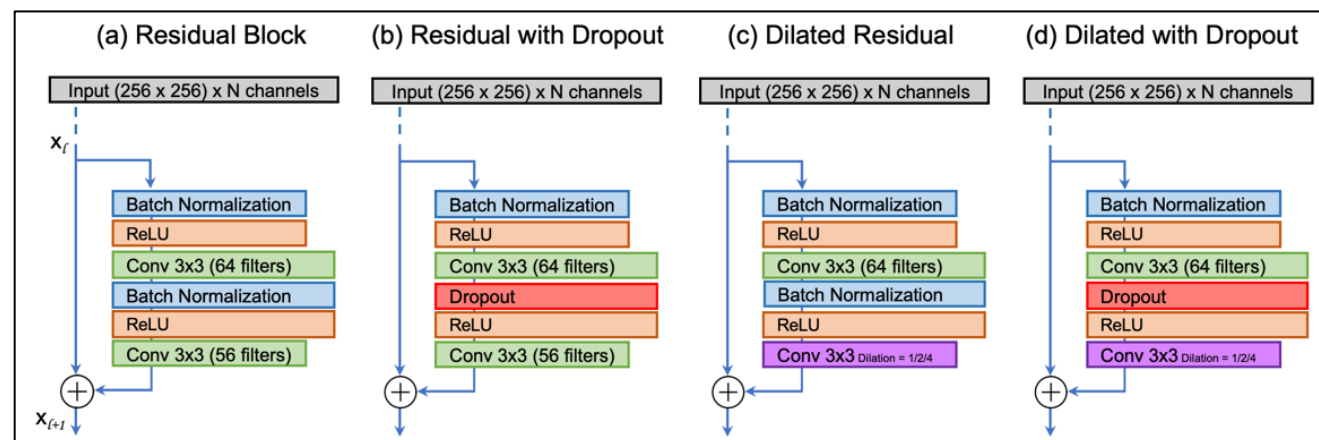 (a) Residual Block
Input (256 x 256) x N channels
xℓ
Batch Normalization
ReLU
Conv 3x3 (64 filters)
Batch Normalization
ReLU
Conv 3x3 (56 filters)
+
xℓ+1
(b) Residual with Dropout
Input (256 x 256) x N channels
Batch Normalization
ReLU
Conv 3x3 (64 filters)
Dropout
ReLU
Conv 3x3 (56 filters)
+
(c) Dilated Residual
Input (256 x 256) x N channels
Batch Normalization
ReLU
Conv 3x3 (64 filters)
Batch Normalization
ReLU
Conv 3x3 Dilation = 1/2/4
+
(d) Dilated with Dropout
Input (256 x 256) x N channels
Batch Normalization
ReLU
Conv 3x3 (64 filters)
Dropout
ReLU
Conv 3x3 Dilation = 1/2/4
+